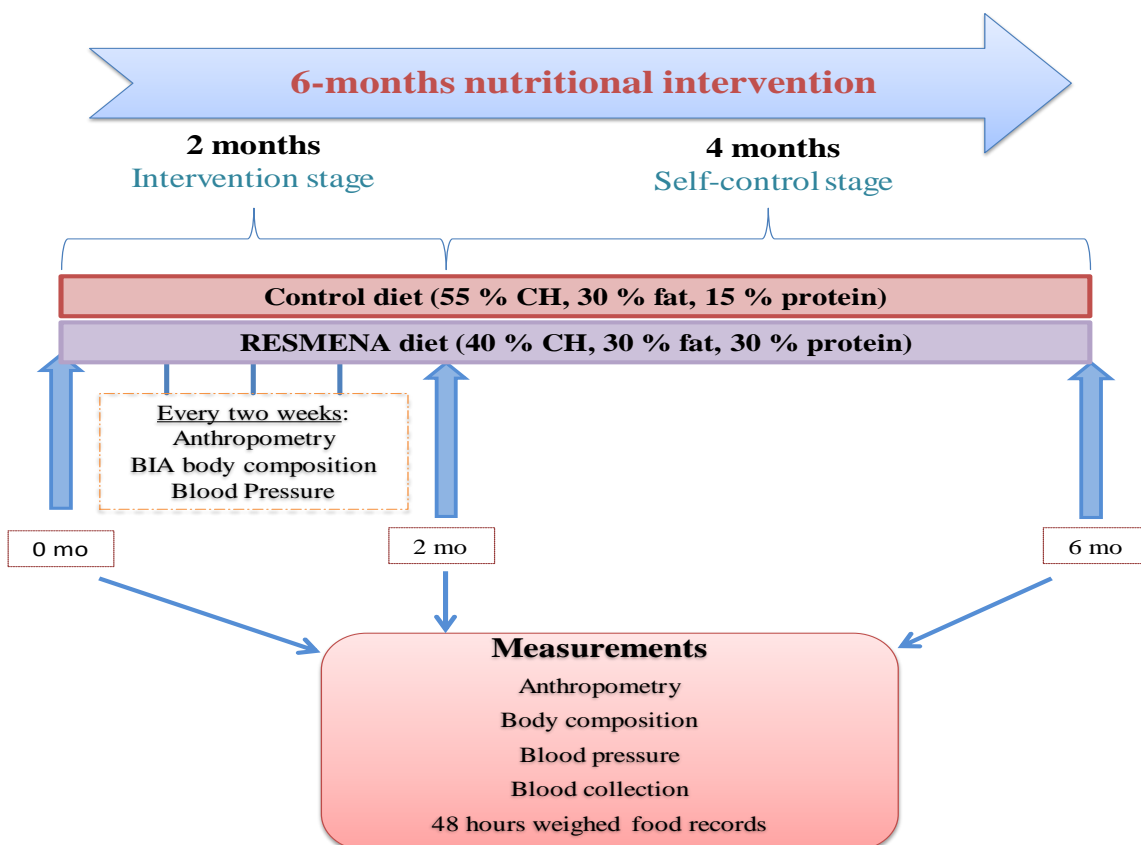 6-months nutritional intervention
2 months
Intervention stage
4 months
Self-control stage
Control diet (55 % CH, 30 % fat, 15 % protein)
RESMENA diet (40 % CH, 30 % fat, 30 % protein)
Every two weeks:
Anthropometry
BIA body composition
Blood Pressure
0 mo
2 mo
6 mo
Measurements
Anthropometry
Body composition
Blood pressure
Blood collection
48 hours weighed food records